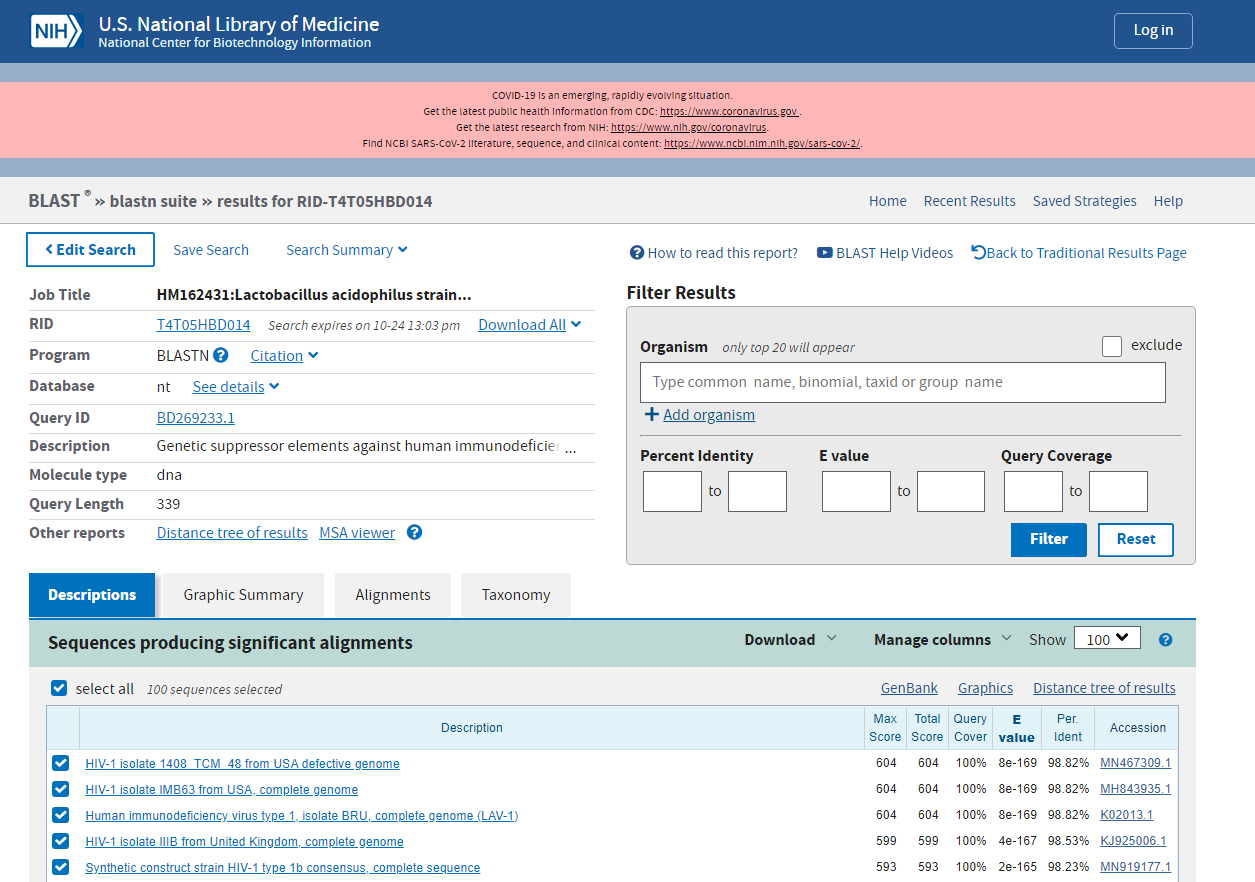 NIH
U.S. National Library of Medicine
National Center for Biotechnology Information
Log in
COVID-19 is an emerging, rapidly evolving situation.
Get the latest public health information from CDC: https://www.coronavirus.gov .
Get the latest research from NIH: https://www.nih.gov/coronavirus.
Find NCBI SARS-CoV-2 literature, sequence, and clinical content: https://www.ncbi.nlm.nih.gov/sars-cov-2/.
BLAST ® » blastn suite » results for RID-T4T05HBD014
Home Recent Results Saved Strategies Help
Edit Search Save Search Search Summary
How to read this report? BLAST Help Videos Back to Traditional Results Page
Job Title HM162431:Lactobacillus acidophilus strain...
RID T4T05HBD014 Search expires on 10-24 13:03 pm Download All
Program BLASTN ? Citation
Database nt See details
Query ID BD269233.1
Description Genetic suppressor elements against human immunodeficier ...
Molecule type dna
Query Length 339
Other reports Distance tree of results MSA viewer ?
Filter Results
Organism only top 20 will appear exclude
Type common name, binomial, taxid or group name
+ Add organism
Percent Identity E value Query Coverage
to to to
Filter Reset
Descriptions Graphic Summary Alignments Taxonomy
Sequences producing significant alignments Download Manage columns Show 100 ?
select all 100 sequences selected GenBank Graphics Distance tree of results
Description Max Score Total Score Query Cover E value Per. Ident Accession
HIV-1 isolate 1408_TCM_48 from USA defective genome 604 604 100% 8e-169 98.82% MN467309.1
HIV-1 isolate IMB63 from USA, complete genome 604 604 100% 8e-169 98.82% MH843935.1
Human immunodeficiency virus type 1, isolate BRU, complete genome (LAV-1) 604 604 100% 8e-169 98.82% K02013.1
HIV-1 isolate IIIB from United Kingdom, complete genome 599 599 100% 4e-167 98.53% KJ925006.1
Synthetic construct strain HIV-1 type 1b consensus, complete sequence 593 593 100% 2e-165 98.23% MN919177.1